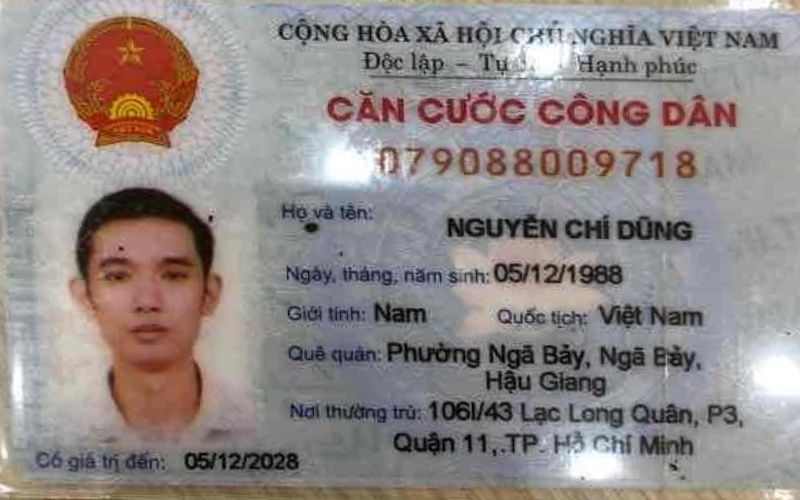 CỘNG HÒA XÃ HỘI CHỦ NGHĨA VIỆT NAM
Độc lập – Tự Hạnh phúc
CĂN CƯỚC CÔNG DÂN
079088009718
Họ và tên: NGUYỄN CHÍ DŨNG
Ngày, tháng, năm sinh: 05/12/1988
Giới tính: Nam Quốc tịch: Việt Nam
Quê quán: Phường Ngã Bảy, Ngã Bảy,
Hậu Giang
Nơi thường trú: 106I/43 Lạc Long Quân, P3,
Quận 11, TP. Hồ Chí Minh
Có giá trị đến: 05/12/2028